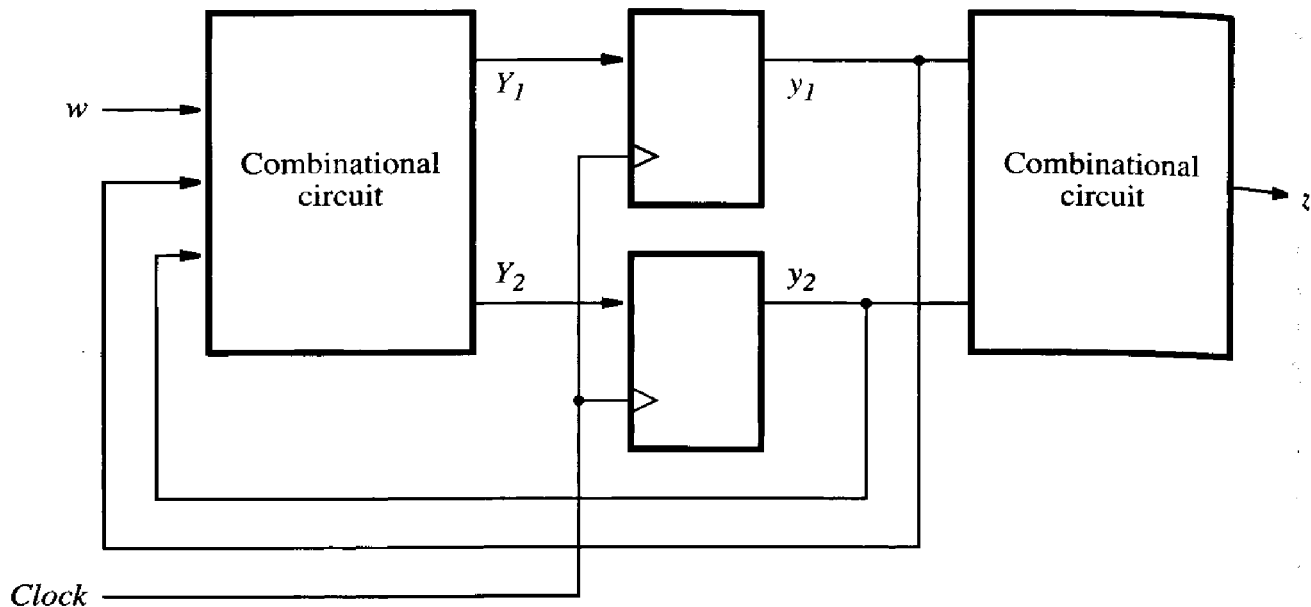 w
Combinational
circuit
Y1
Y2
y1
y2
Combinational
circuit
z
Clock